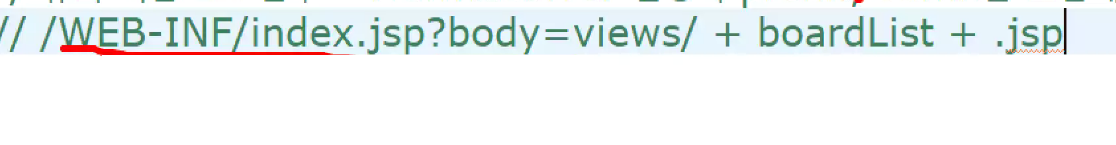 // /WEB-INF/index.jsp?body=views/ + boardList + .jsp